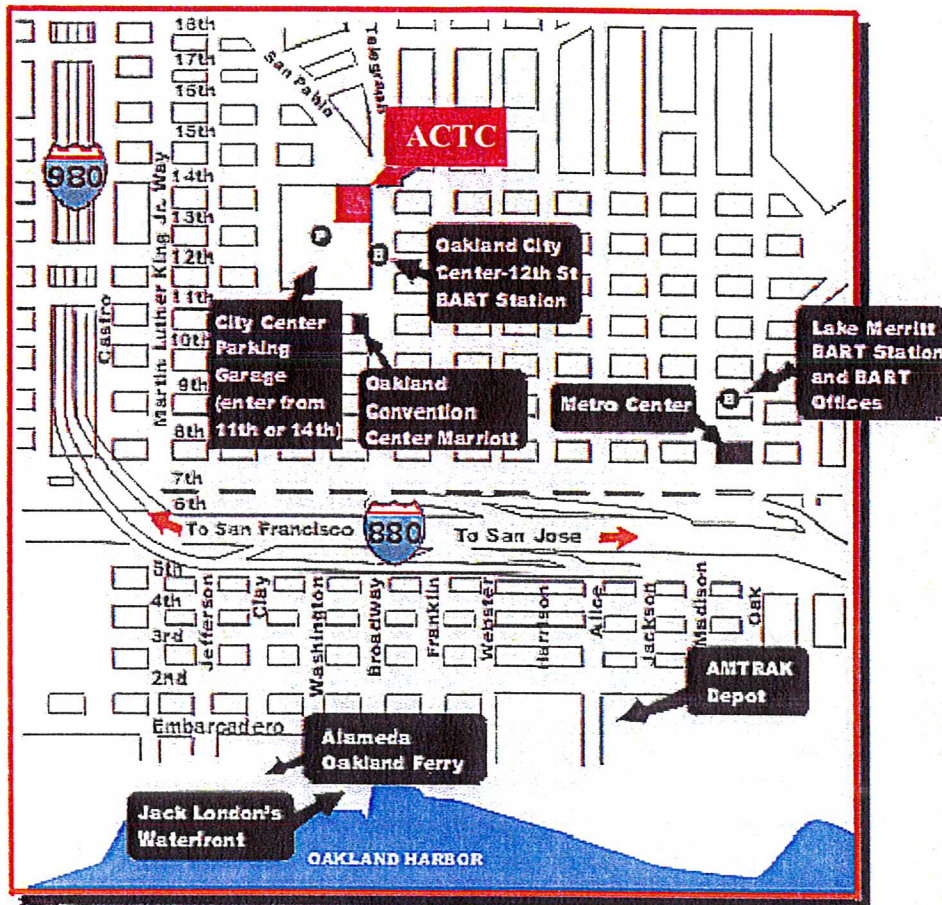 18th
17th
16th
15th
14th
13th
12th
11th
10th
9th
8th
7th
6th
5th
4th
3rd
2nd
Embarcadero
San Pablo
Telegraph
ACTC
980
Martin Luther King Jr. Way
Castro
P
B
Oakland City
Center-12th St
BART Station
City Center
Parking
Garage
(enter from
11th or 14th)
Oakland
Convention
Center Marriott
Metro Center
B
Lake Merritt
BART Station
and BART
Offices
To San Francisco
880
To San Jose
Jefferson
Clay
Washington
Broadway
Franklin
Webster
Harrison
Alice
Jackson
Madison
Oak
AMTRAK
Depot
Alameda
Oakland Ferry
Jack London's
Waterfront
OAKLAND HARBOR